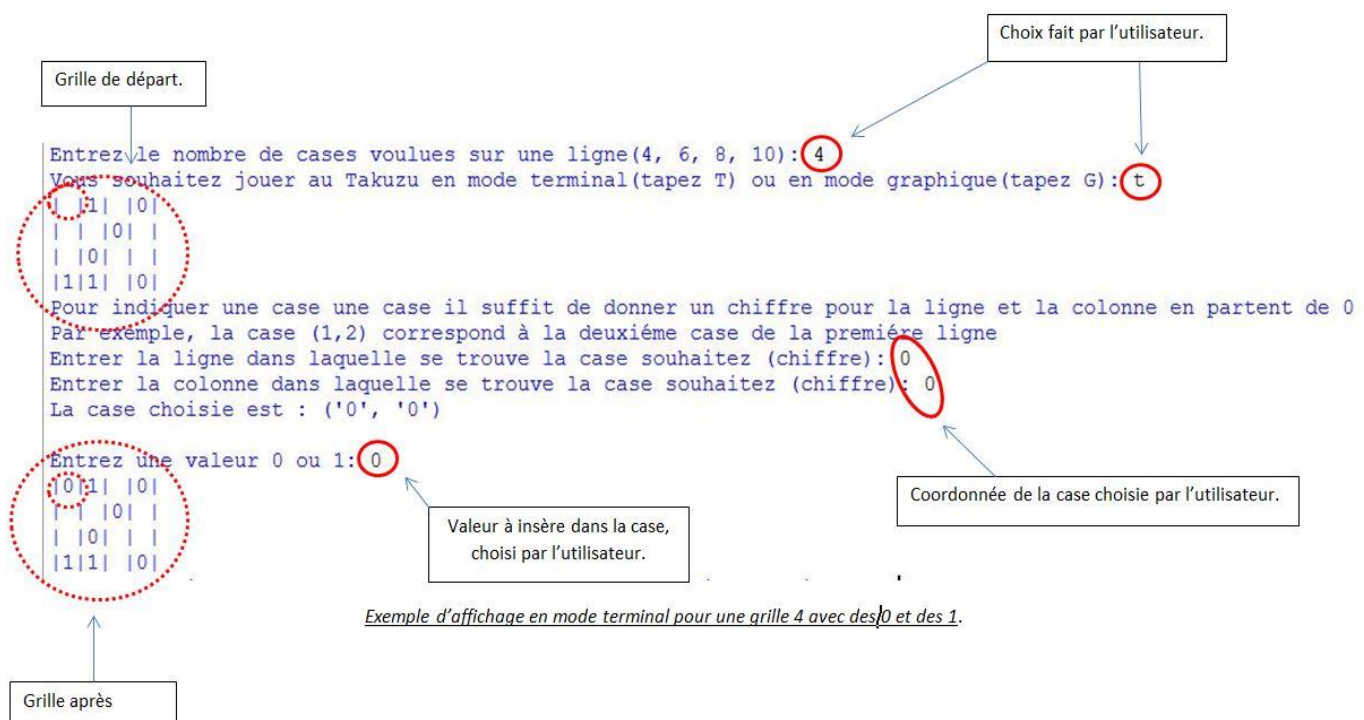 Choix fait par l'utilisateur.
Grille de départ.
Entrez le nombre de cases voulues sur une ligne(4, 6, 8, 10): 4
Vous souhaitez jouer au Takuzu en mode terminal(tapez T) ou en mode graphique(tapez G): t
| |1| |0|
| | |0| |
| |0| | |
|1|1| |0|
Pour indiquer une case une case il suffit de donner un chiffre pour la ligne et la colonne en partent de 0
Par exemple, la case (1,2) correspond à la deuxiéme case de la premiére ligne
Entrer la ligne dans laquelle se trouve la case souhaitez (chiffre): 0
Entrer la colonne dans laquelle se trouve la case souhaitez (chiffre): 0
La case choisie est : ('0', '0')
Entrez une valeur 0 ou 1: 0
|0|1| |0|
| | |0| |
| |0| | |
|1|1| |0|
Coordonnée de la case choisie par l'utilisateur.
Valeur à insère dans la case,
choisi par l'utilisateur.
Exemple d'affichage en mode terminal pour une grille 4 avec des 0 et des 1.
Grille après